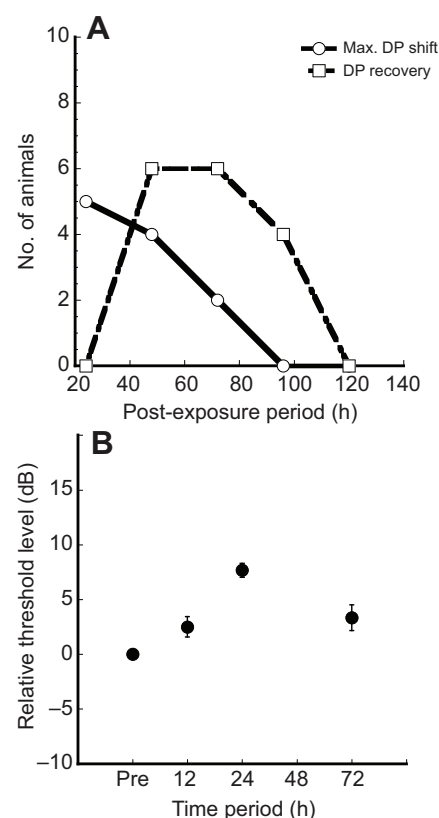 A
10
8
6
4
2
0
No. of animals
Max. DP shift
DP recovery
20 40 60 80 100 120 140
Post-exposure period (h)
B
15
10
5
0
–5
–10
Relative threshold level (dB)
Pre 12 24 48 72
Time period (h)